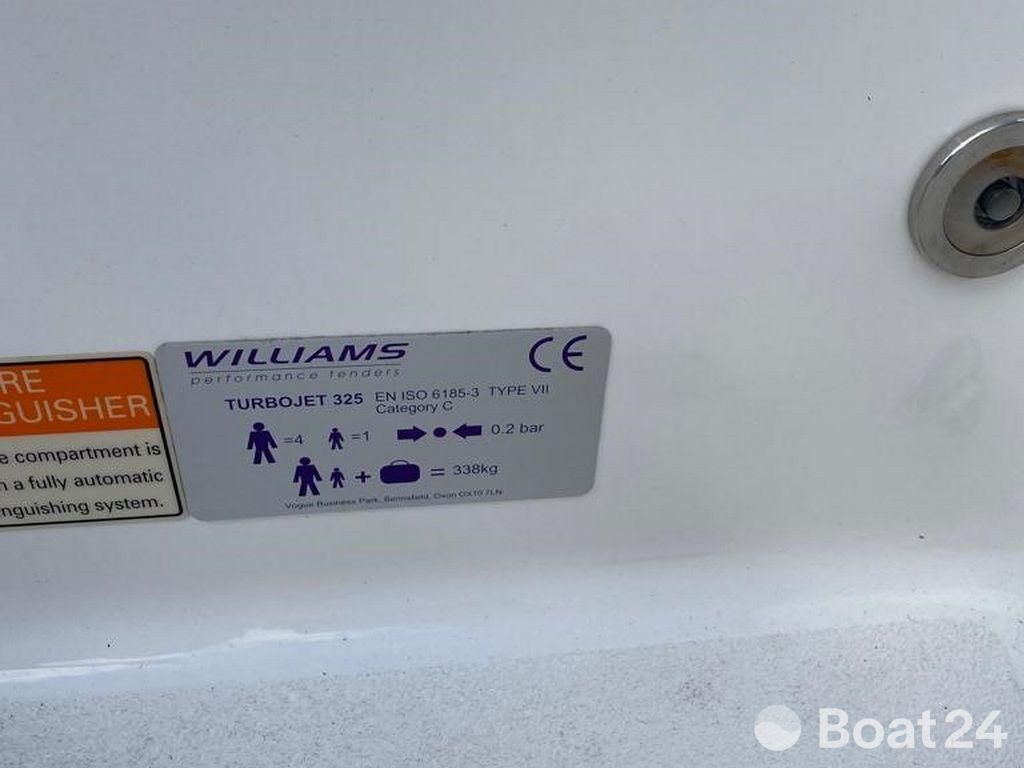 RE
GUISHER
e compartment is
n a fully automatic
nguishing system.
WILLIAMS
performance tenders
CE
TURBOJET 325 EN ISO 6185-3 TYPE VII
Category C
=4 =1 0.2 bar
+ = 338kg
Vogue Business Park, Berinsfield, Oxon OX10 7LN
Boat24